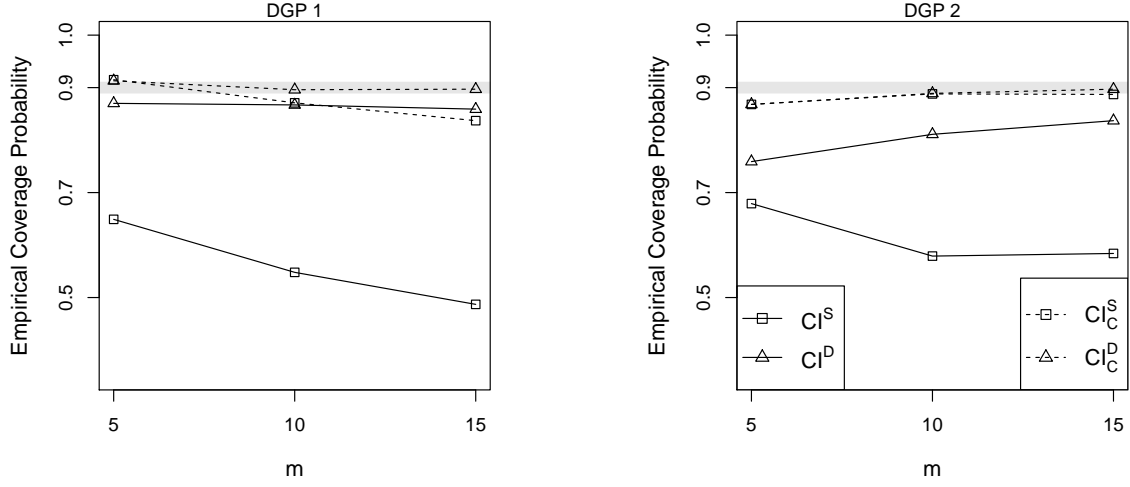 DGP 1
Empirical Coverage Probability
1.0
0.9
0.7
0.5
5 10 15
m
DGP 2
Empirical Coverage Probability
1.0
0.9
0.7
0.5
CI^S
CI^D
CI_C^S
CI_C^D
5 10 15
m